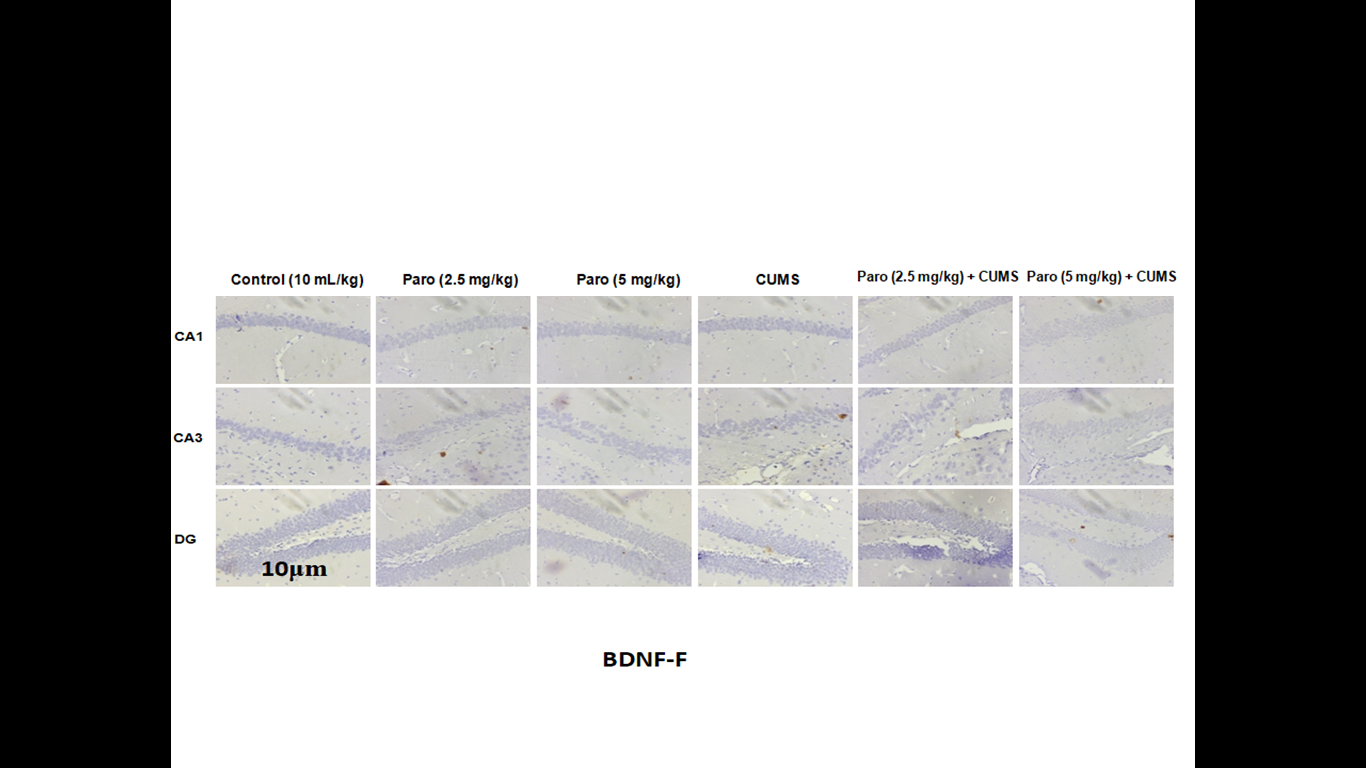 Control (10 mL/kg) Paro (2.5 mg/kg) Paro (5 mg/kg) CUMS Paro (2.5 mg/kg) + CUMS Paro (5 mg/kg) + CUMS
CA1
CA3
DG
10μm
BDNF-F